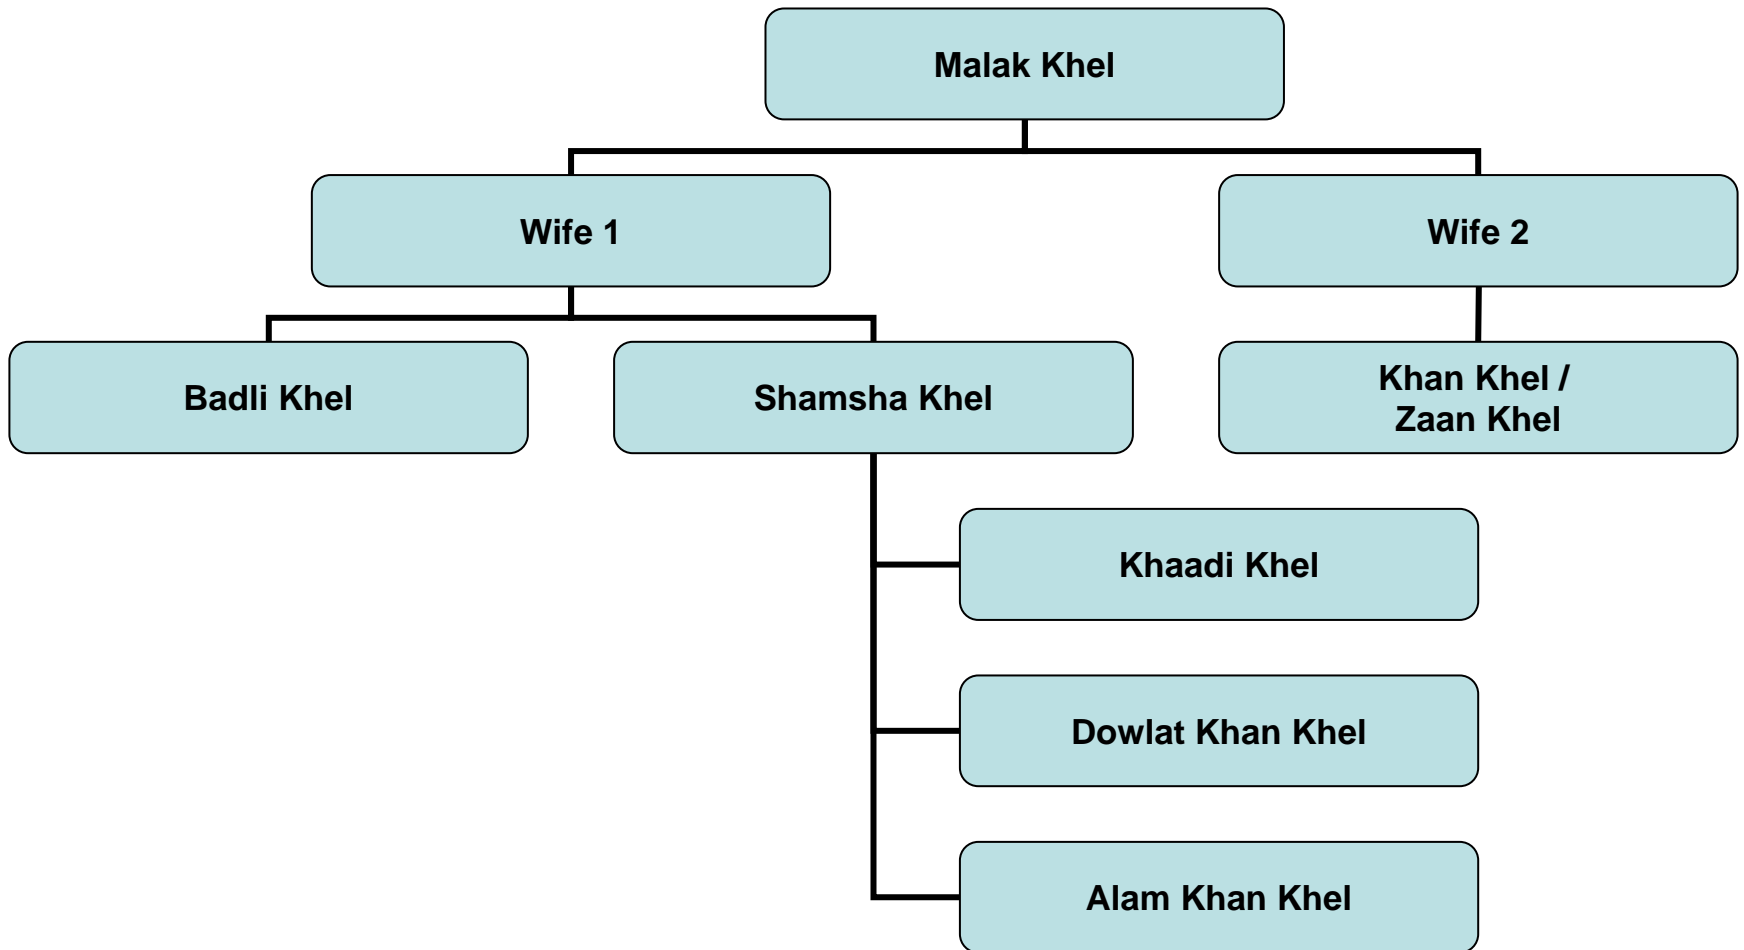 Malak Khel
Wife 1
Wife 2
Badli Khel
Shamsha Khel
Khan Khel /
Zaan Khel
Khaadi Khel
Dowlat Khan Khel
Alam Khan Khel